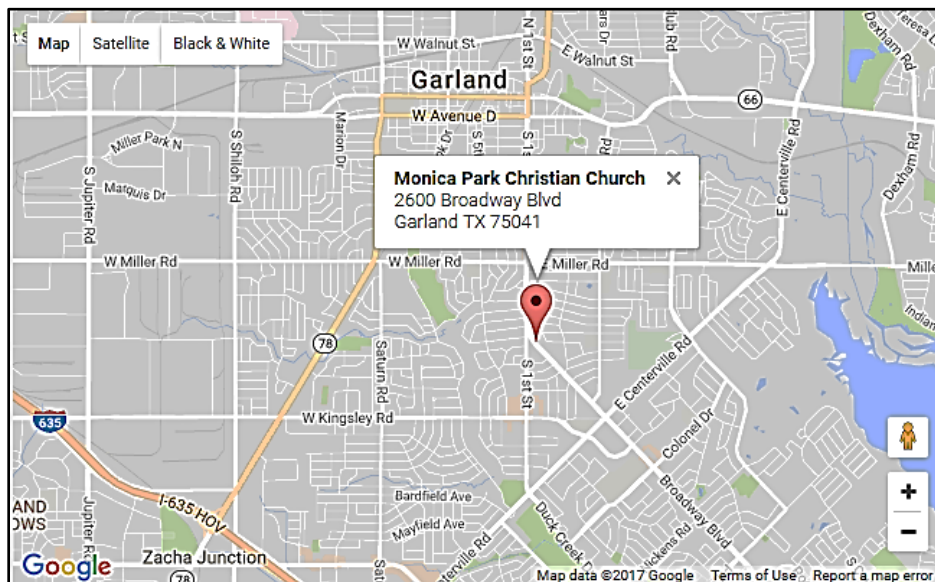 Map
Satellite
Black & White
W Walnut St
N 1st St
E Walnut St
Dexham Rd
Garland
66
W Avenue D
Miller Park N
Marion Dr
S Shiloh Rd
S Jupiter Rd
Marquis Dr
E Centerville Rd
Dexham Rd
Monica Park Christian Church
2600 Broadway Blvd
Garland TX 75041
W Miller Rd
W Miller Rd
E Miller Rd
78
Saturn Rd
S 1st St
E Centerville Rd
W Kingsley Rd
635
Colonel Dr
I-635 HOV
Bardfield Ave
Mayfield Ave
Duck Creek
Broadway Blvd
Jupiter Rd
Zacha Junction
78
Google
Map data ©2017 Google
Terms of Use
Report a map error